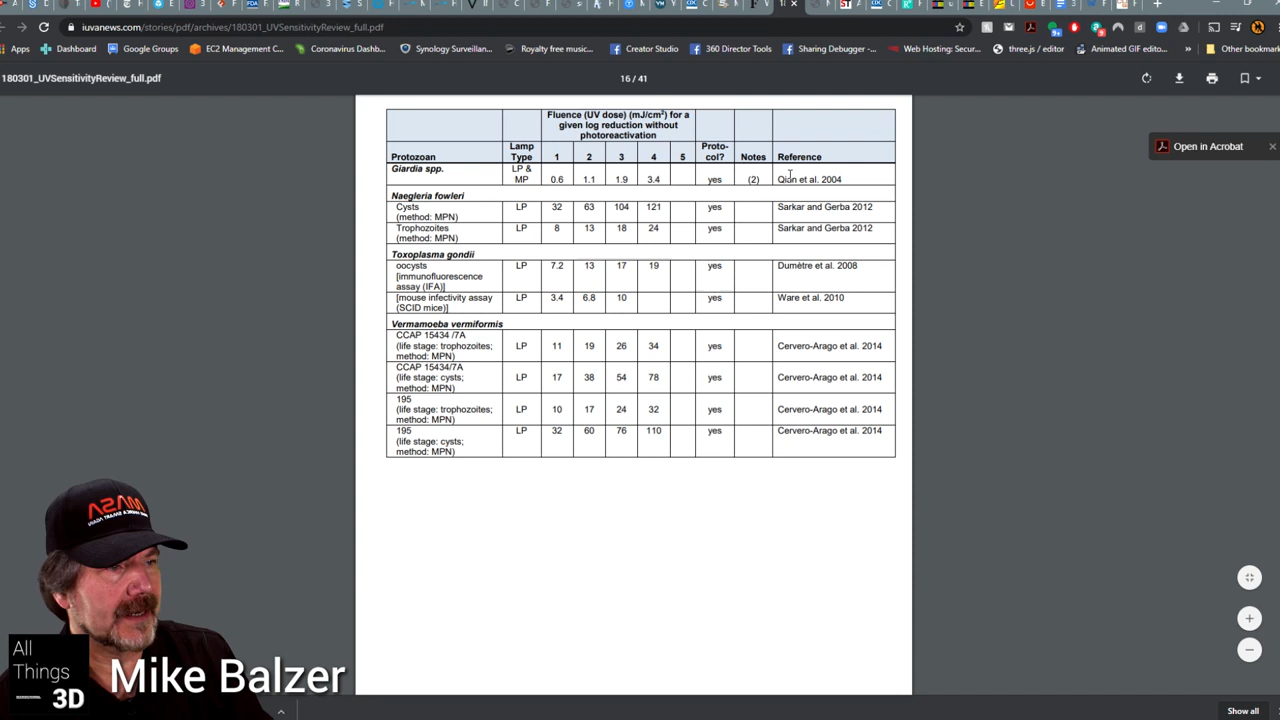 iuvanews.com/stories/pdf/archives/180301_UVSensitivityReview_full.pdf
Apps Dashboard Google Groups EC2 Management C... Coronavirus Dashb... Synology Surveillan... Royalty free music... Creator Studio 360 Director Tools Sharing Debugger -... Web Hosting: Secur... three.js / editor Animated GIF edito... Other bookmark
180301_UVSensitivityReview_full.pdf 16 / 41
Open in Acrobat
Fluence (UV dose) (mJ/cm²) for a
given log reduction without
photoreactivation
Protozoan Lamp Type 1 2 3 4 5 Proto-col? Notes Reference
Giardia spp. LP & MP 0.6 1.1 1.9 3.4 yes (2) Qian et al. 2004
Naegleria fowleri
Cysts LP 32 63 104 121 yes Sarkar and Gerba 2012
(method: MPN)
Trophozoites LP 8 13 18 24 yes Sarkar and Gerba 2012
(method: MPN)
Toxoplasma gondii
oocysts LP 7.2 13 17 19 yes Dumètre et al. 2008
[immunofluorescence
assay (IFA)]
[mouse infectivity assay LP 3.4 6.8 10 yes Ware et al. 2010
(SCID mice)]
Vermamoeba vermiformis
CCAP 15434 /7A
(life stage: trophozoites; LP 11 19 26 34 yes Cervero-Arago et al. 2014
method: MPN)
CCAP 15434/7A
(life stage: cysts; LP 17 38 54 78 yes Cervero-Arago et al. 2014
method: MPN)
195
(life stage: trophozoites; LP 10 17 24 32 yes Cervero-Arago et al. 2014
method: MPN)
195 LP 32 60 76 110 yes Cervero-Arago et al. 2014
(life stage: cysts;
method: MPN)
All
Things
3D
Mike Balzer
Show all